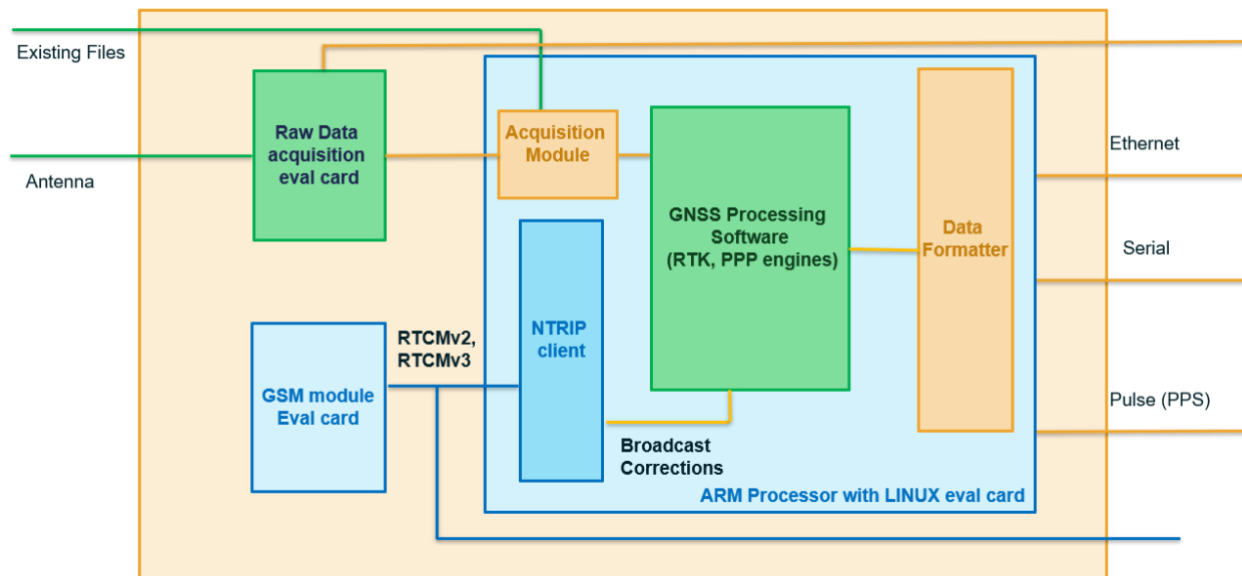 Existing Files
Antenna
Raw Data
acquisition
eval card
Acquisition
Module
GNSS Processing
Software
(RTK, PPP engines)
Data
Formatter
Ethernet
Serial
Pulse (PPS)
RTCMv2,
RTCMv3
GSM module
Eval card
NTRIP
client
Broadcast
Corrections
ARM Processor with LINUX eval card